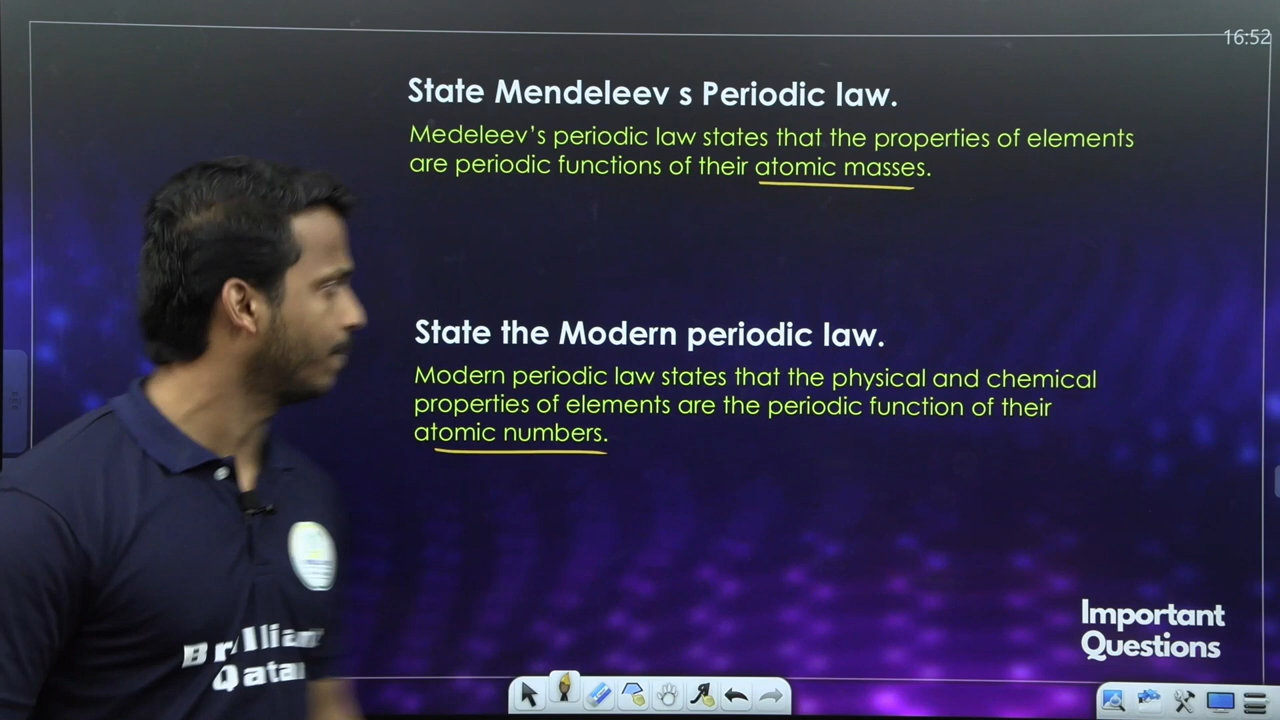 16:52
State Mendeleev s Periodic law.
Medeleev's periodic law states that the properties of elements
are periodic functions of their atomic masses.
State the Modern periodic law.
Modern periodic law states that the physical and chemical
properties of elements are the periodic function of their
atomic numbers.
Important
Questions
Brilliant
Qatar